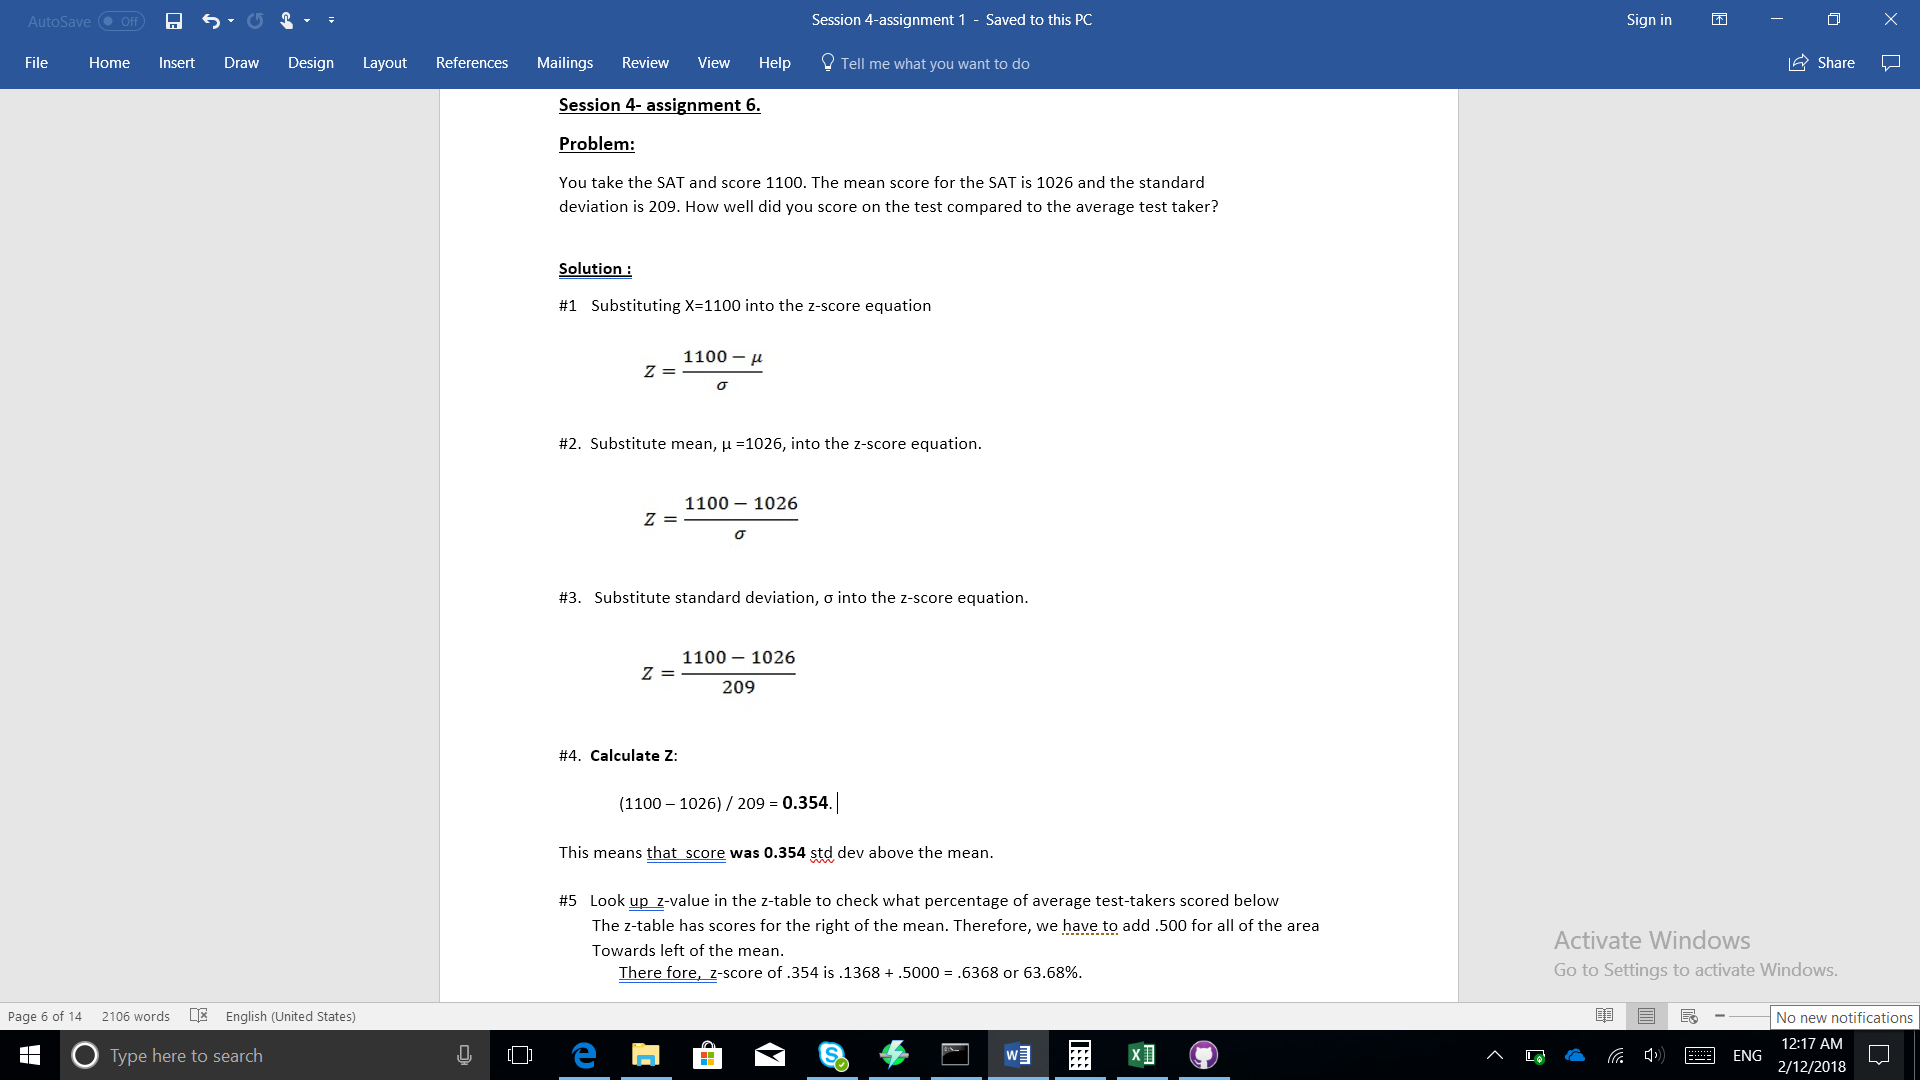 AutoSave Off
Session 4-assignment 1 - Saved to this PC
Sign in
File Home Insert Draw Design Layout References Mailings Review View Help Tell me what you want to do
Share
Session 4- assignment 6.
Problem:
You take the SAT and score 1100. The mean score for the SAT is 1026 and the standard
deviation is 209. How well did you score on the test compared to the average test taker?
Solution :
#1 Substituting X=1100 into the z-score equation
1100 − μ
Z =
σ
#2. Substitute mean, μ =1026, into the z-score equation.
1100 − 1026
Z =
σ
#3. Substitute standard deviation, σ into the z-score equation.
1100 − 1026
Z =
209
#4. Calculate Z:
(1100 – 1026) / 209 = 0.354.
This means that score was 0.354 std dev above the mean.
#5 Look up z-value in the z-table to check what percentage of average test-takers scored below
The z-table has scores for the right of the mean. Therefore, we have to add .500 for all of the area
Towards left of the mean.
There fore, z-score of .354 is .1368 + .5000 = .6368 or 63.68%.
Activate Windows
Go to Settings to activate Windows.
Page 6 of 14 2106 words English (United States)
No new notifications
Type here to search
ENG
12:17 AM
2/12/2018